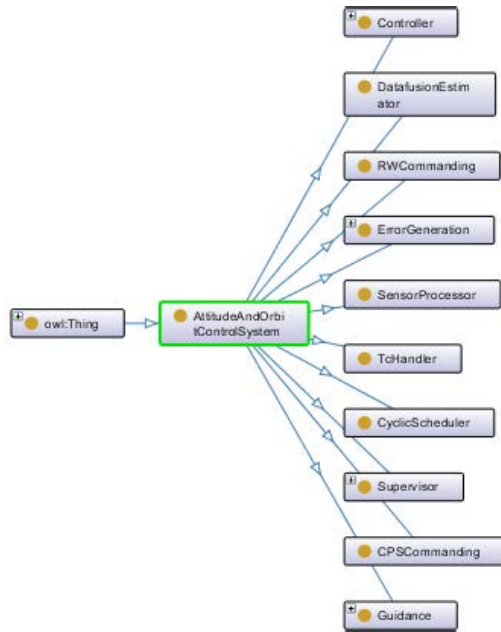 Controller
DatafusionEstim
ator
RWCommanding
ErrorGeneration
SensorProcessor
owl:Thing
AttitudeAndOrbi
tControlSystem
TcHandler
CyclicScheduler
Supervisor
CPSCommanding
Guidance